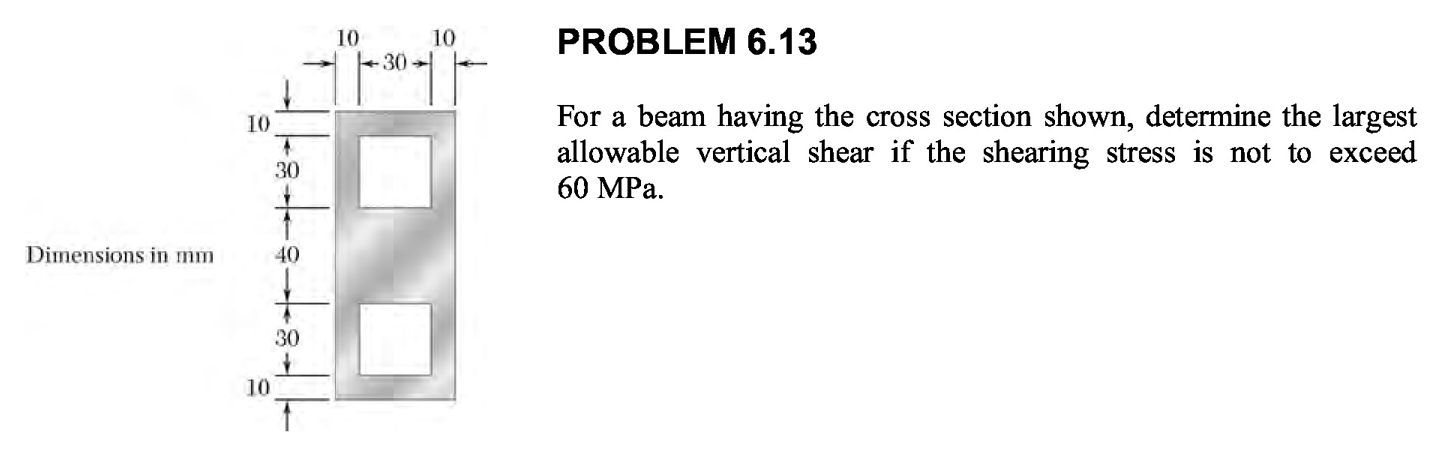 10 10
30
PROBLEM 6.13
10
For a beam having the cross section shown, determine the largest
allowable vertical shear if the shearing stress is not to exceed
60 MPa.
30
Dimensions in mm 40
30
10